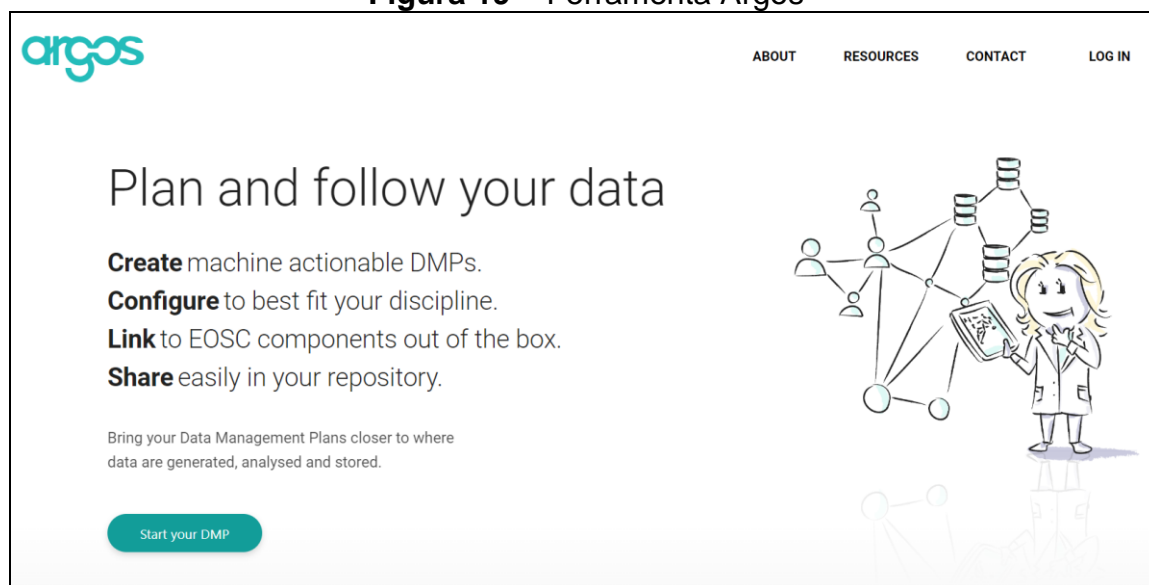 argos
ABOUT RESOURCES CONTACT LOG IN
Plan and follow your data
Create machine actionable DMPs.
Configure to best fit your discipline.
Link to EOSC components out of the box.
Share easily in your repository.
Bring your Data Management Plans closer to where
data are generated, analysed and stored.
Start your DMP